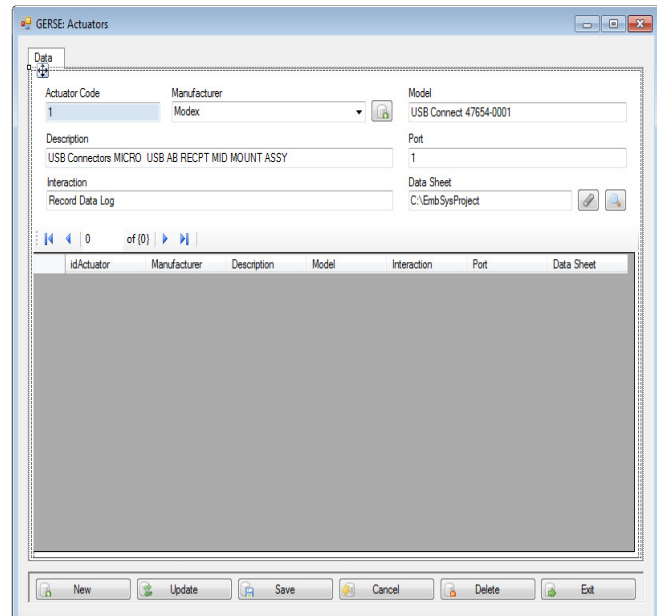 GERSE: Actuators
Data
Actuator Code Manufacturer Model
1 Modex USB Connect 47654-0001
Description Port
USB Connectors MICRO USB AB RECPT MID MOUNT ASSY 1
Interaction Data Sheet
Record Data Log C:\EmbSysProject
0 of {0}
idActuator Manufacturer Description Model Interaction Port Data Sheet
New Update Save Cancel Delete Exit